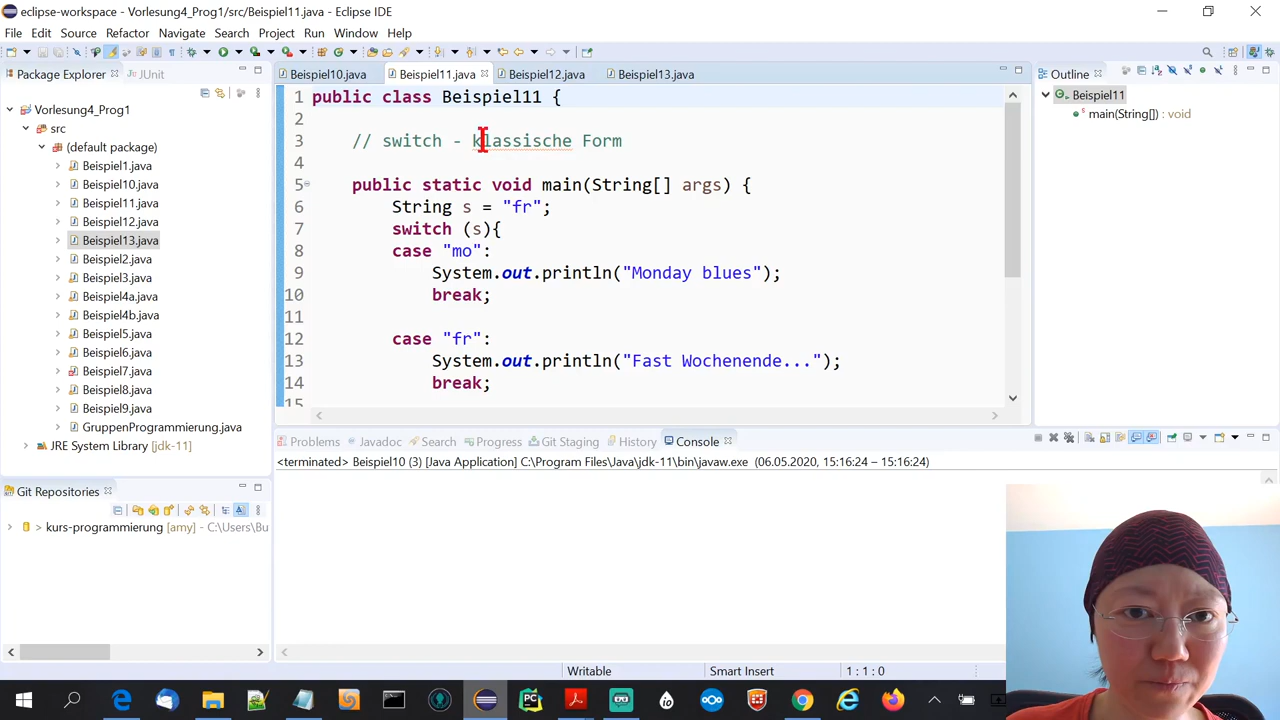 eclipse-workspace - Vorlesung4_Prog1/src/Beispiel11.java - Eclipse IDE
File Edit Source Refactor Navigate Search Project Run Window Help
Package Explorer
JUnit
Vorlesung4_Prog1
src
(default package)
Beispiel1.java
Beispiel10.java
Beispiel11.java
Beispiel12.java
Beispiel13.java
Beispiel2.java
Beispiel3.java
Beispiel4a.java
Beispiel4b.java
Beispiel5.java
Beispiel6.java
Beispiel7.java
Beispiel8.java
Beispiel9.java
GruppenProgrammierung.java
JRE System Library [jdk-11]
Git Repositories
> kurs-programmierung [amy] - C:\Users\Bu
Beispiel10.java Beispiel11.java Beispiel12.java Beispiel13.java
1 public class Beispiel11 {
2
3 // switch - klassische Form
4
5 public static void main(String[] args) {
6 String s = "fr";
7 switch (s){
8 case "mo":
9 System.out.println("Monday blues");
10 break;
11
12 case "fr":
13 System.out.println("Fast Wochenende...");
14 break;
15
Outline
Beispiel11
main(String[]) : void
Problems Javadoc Search Progress Git Staging History Console
<terminated> Beispiel10 (3) [Java Application] C:\Program Files\Java\jdk-11\bin\javaw.exe (06.05.2020, 15:16:24 – 15:16:24)
Writable Smart Insert 1 : 1 : 0